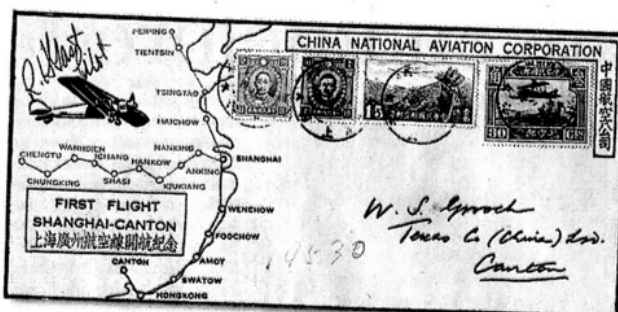 CHINA NATIONAL AVIATION CORPORATION
中國航空公司
Pilot
PEIPING
TIENTSIN
TSINGTAO
HAICHOW
NANKING
SHANGHAI
WANHSIEN
ICHANG
HANKOW
ANKING
CHENGTU
CHUNGKING
SHASI
KIUKIANG
FIRST FLIGHT
SHANGHAI-CANTON
上海廣州航空線開航紀念
WENCHOW
FOOCHOW
AMOY
CANTON
SWATOW
HONGKONG
W. S.
Texas Co (China) Ltd.
Canton